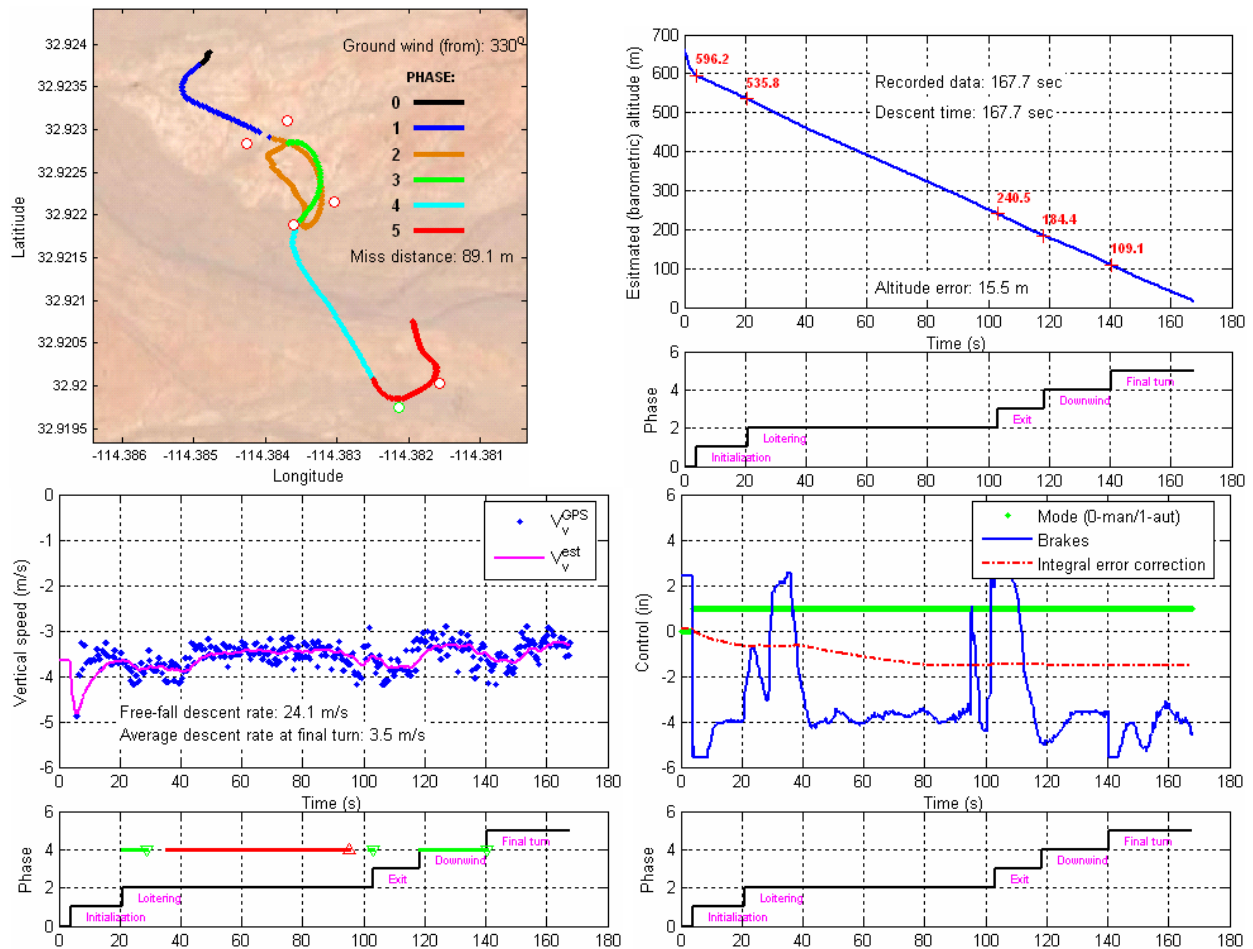 Ground wind (from): 330°
PHASE:
0
1
2
3
4
5
Miss distance: 89.1 m
32.924
32.9235
32.923
32.9225
32.922
32.9215
32.921
32.9205
32.92
32.9195
Latitiude
-114.386 -114.385 -114.384 -114.383 -114.382 -114.381
Longitude
700
600
500
400
300
200
100
0
Esitmated (barometric) altitude (m)
596.2
535.8
Recorded data: 167.7 sec
Descent time: 167.7 sec
240.5
184.4
109.1
Altitude error: 15.5 m
0 20 40 60 80 100 120 140 160 180
Time (s)
6
4
2
0
Phase
Final turn
Downwind
Exit
Loitering
Initialization
0
-1
-2
-3
-4
-5
-6
Vertical speed (m/s)
V_v^GPS
V_v^est
Free-fall descent rate: 24.1 m/s
Average descent rate at final turn: 3.5 m/s
0 20 40 60 80 100 120 140 160 180
Time (s)
6
4
2
0
Phase
Final turn
Downwind
Exit
Loitering
Initialization
0 20 40 60 80 100 120 140 160 180
6
4
2
0
-2
-4
-6
Control (in)
Mode (0-man/1-aut)
Brakes
Integral error correction
0 20 40 60 80 100 120 140 160 180
Time (s)
6
4
2
0
Phase
Final turn
Downwind
Exit
Loitering
Initialization
0 20 40 60 80 100 120 140 160 180